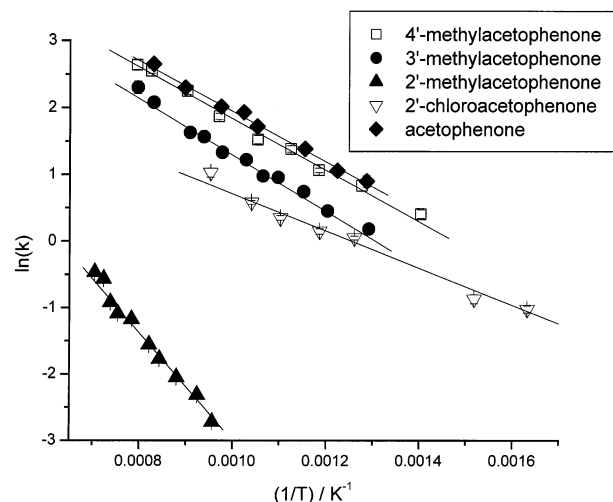 4'-methylacetophenone
3'-methylacetophenone
2'-methylacetophenone
2'-chloroacetophenone
acetophenone
3
2
1
0
-1
-2
-3
ln(k)
0.0008 0.0010 0.0012 0.0014 0.0016
(1/T) / K⁻¹